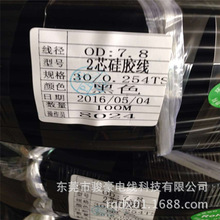 线径 OD:7.8
型号 2芯硅胶线
规格 30/0.254TS
颜色 黑色
日期 2016/05/04
数量 100M
8024
东莞市骏豪电线科技有限公司